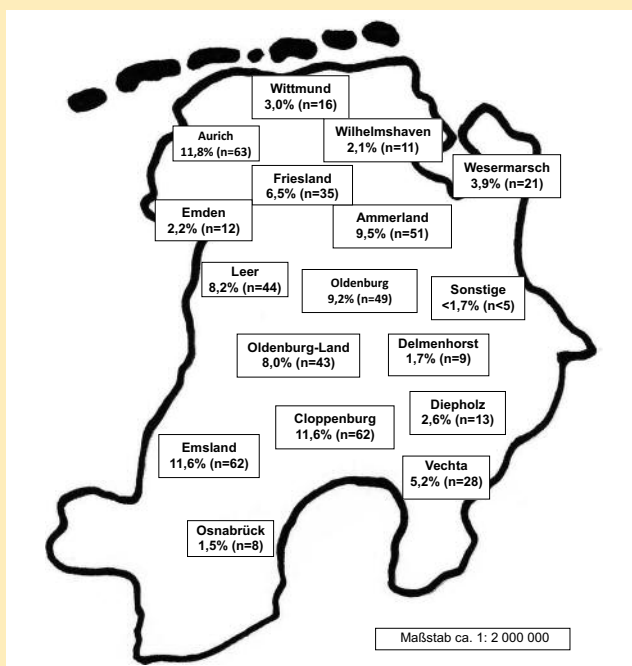 Wittmund
3,0% (n=16)
Aurich
11,8% (n=63)
Wilhelmshaven
2,1% (n=11)
Wesermarsch
3,9% (n=21)
Friesland
6,5% (n=35)
Emden
2,2% (n=12)
Ammerland
9,5% (n=51)
Leer
8,2% (n=44)
Oldenburg
9,2% (n=49)
Sonstige
<1,7% (n<5)
Oldenburg-Land
8,0% (n=43)
Delmenhorst
1,7% (n=9)
Diepholz
2,6% (n=13)
Cloppenburg
11,6% (n=62)
Emsland
11,6% (n=62)
Vechta
5,2% (n=28)
Osnabrück
1,5% (n=8)
Maßstab ca. 1: 2 000 000